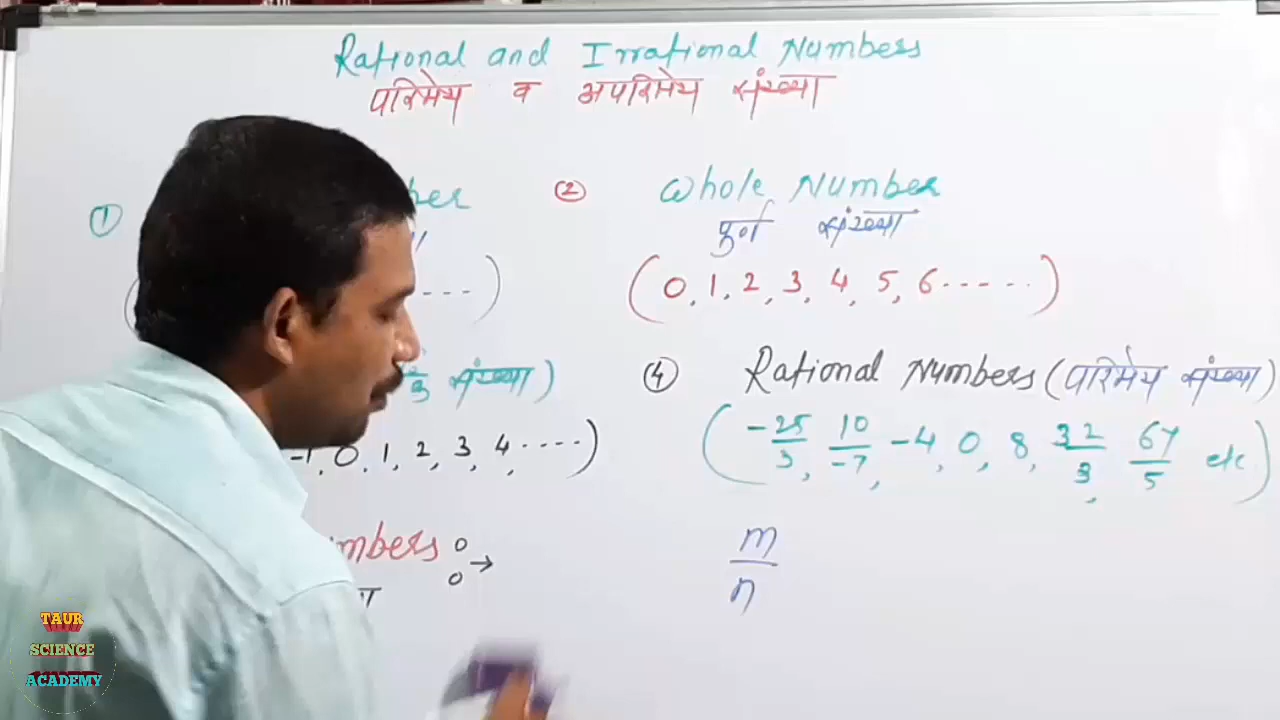 Rational and Irrational Numbers
परिमेय व अपरिमेय संख्या
①
② Whole Number
पूर्ण संख्या
(0, 1, 2, 3, 4, 5, 6------)
संख्या)
-1, 0, 1, 2, 3, 4, ----)
④ Rational Numbers (परिमेय संख्या)
(-25/3, 10/-7, -4, 0, 8, 32/3, 67/5 etc)
mbers :→
m/n
TAUR
SCIENCE
ACADEMY